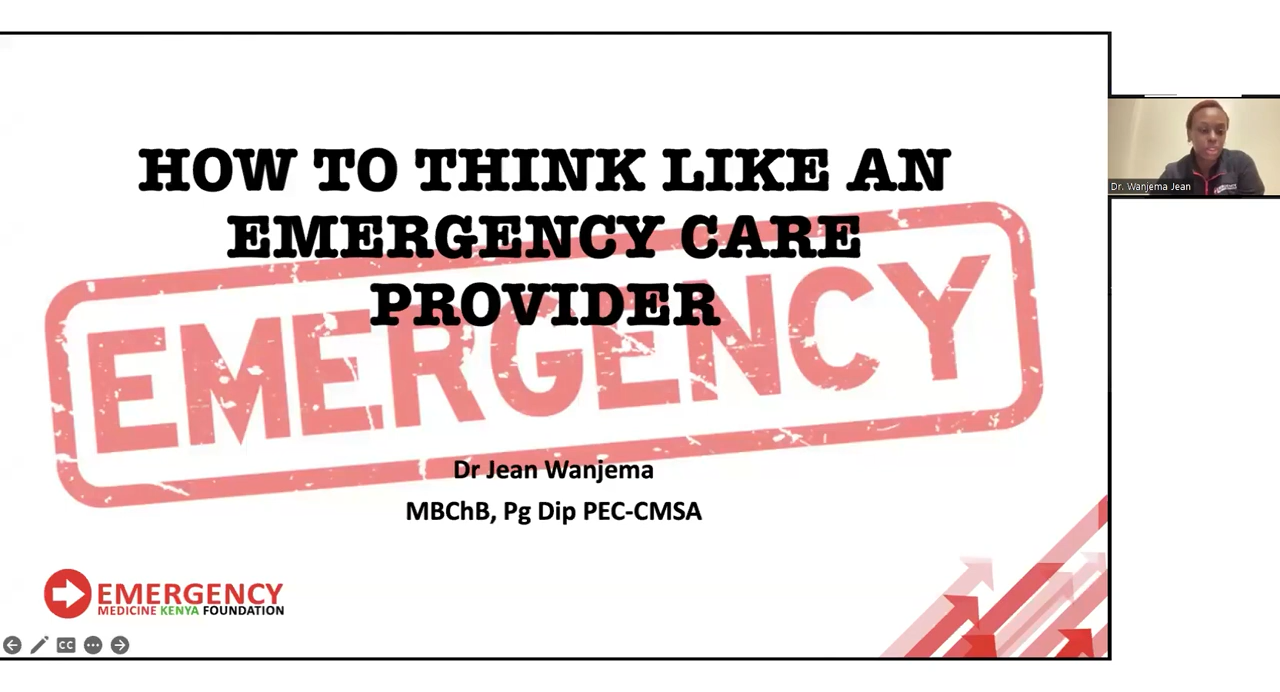 HOW TO THINK LIKE AN
EMERGENCY CARE
PROVIDER
EMERGENCY
Dr Jean Wanjema
MBChB, Pg Dip PEC-CMSA
EMERGENCY
MEDICINE KENYA FOUNDATION
CC
Dr. Wanjema Jean